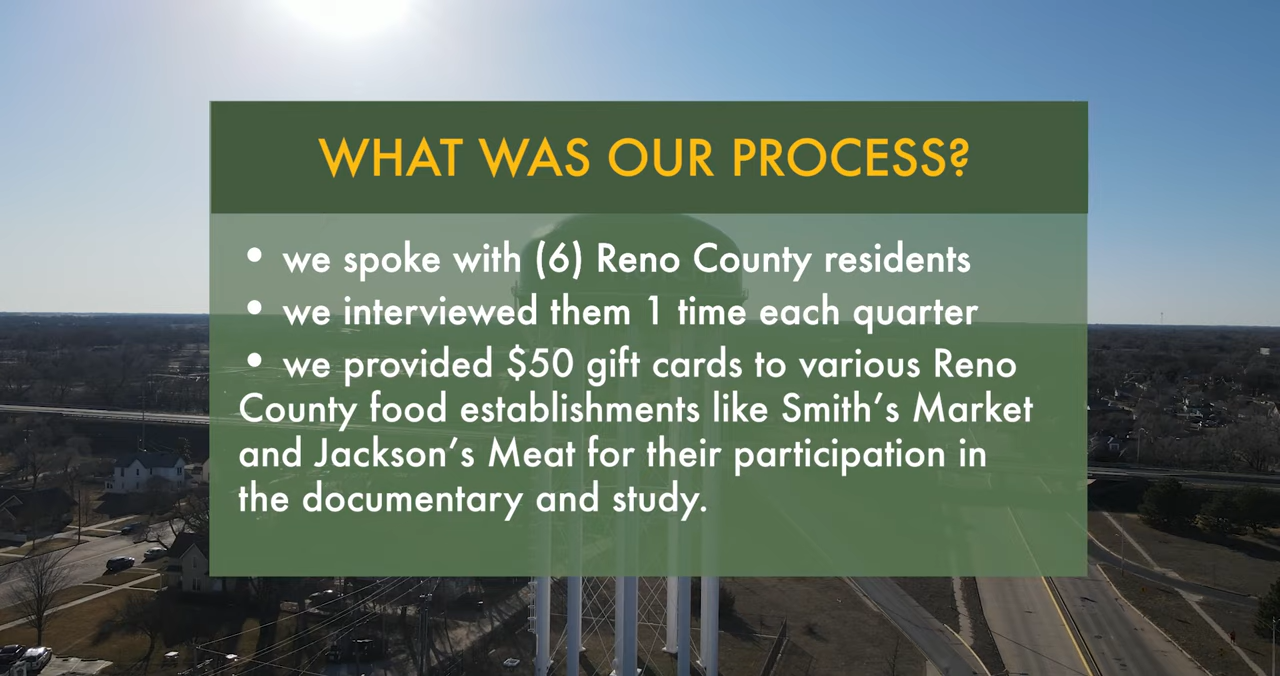 WHAT WAS OUR PROCESS?
• we spoke with (6) Reno County residents
• we interviewed them 1 time each quarter
• we provided $50 gift cards to various Reno
County food establishments like Smith's Market
and Jackson's Meat for their participation in
the documentary and study.